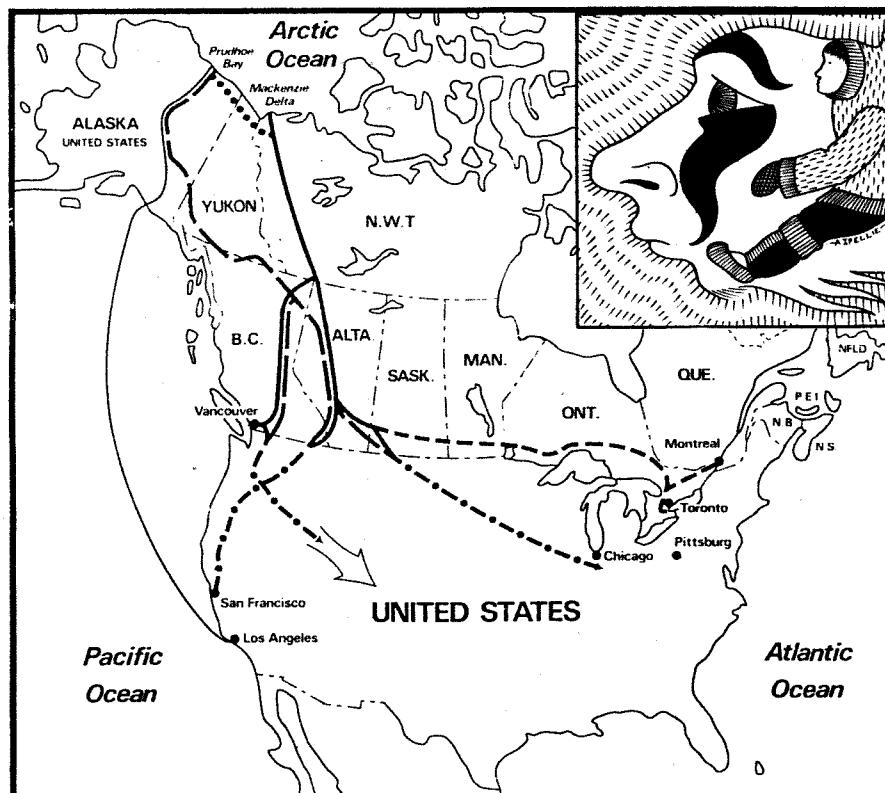 Arctic
Ocean
Prudhoe
Bay
Mackenzie
Delta
ALASKA
UNITED STATES
YUKON
N.W.T
A. IPELLIE
B.C.
ALTA
SASK.
MAN.
ONT.
QUE.
NFLD
P E I
N.B
N S
Vancouver
Montreal
Toronto
Chicago
Pittsburg
San Francisco
Los Angeles
UNITED STATES
Pacific
Ocean
Atlantic
Ocean